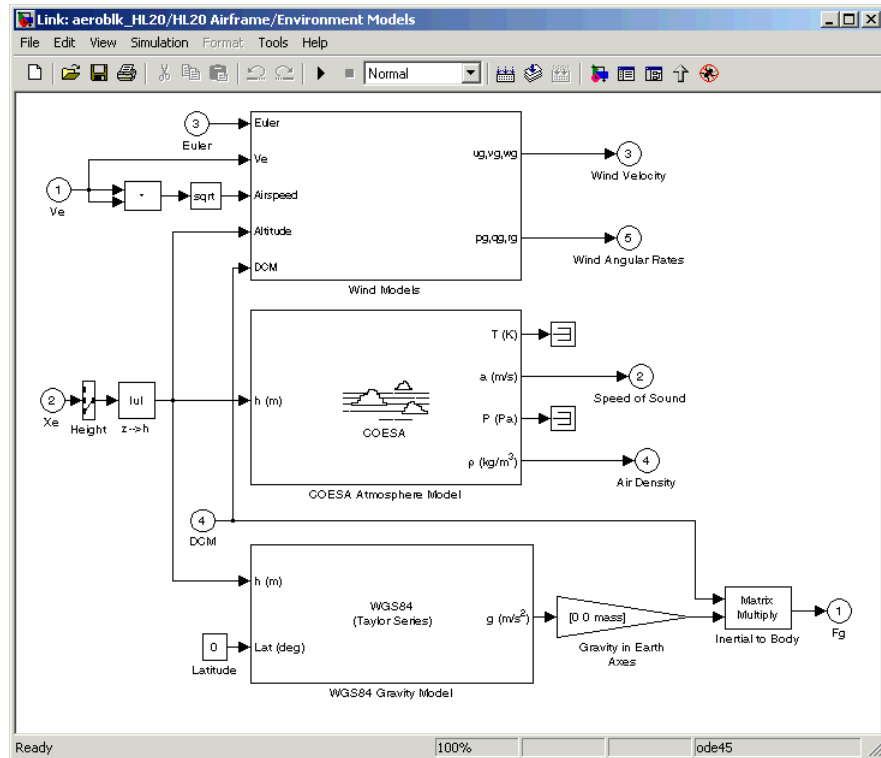 Link: aeroblk_HL20/HL20 Airframe/Environment Models
File Edit View Simulation Format Tools Help
Normal
3
Euler
Euler
Ve
Airspeed
Altitude
DCM
ug,vg,wg
pg,qg,rg
Wind Models
3
Wind Velocity
5
Wind Angular Rates
1
Ve
sqrt
2
Xe
Height
|u|
z-->h
h (m)
COESA
T (K)
a (m/s)
P (Pa)
ρ (kg/m³)
COESA Atmosphere Model
2
Speed of Sound
4
Air Density
4
DCM
h (m)
WGS84
(Taylor Series)
g (m/s²)
Lat (deg)
0
Latitude
WGS84 Gravity Model
[0 0 mass]
Gravity in Earth
Axes
Matrix
Multiply
Inertial to Body
1
Fg
Ready 100% ode45